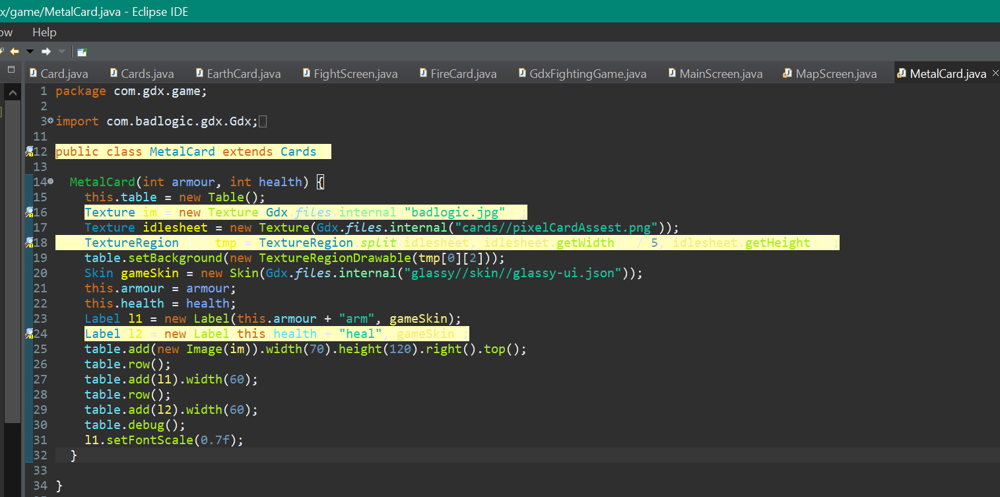 x/game/MetalCard.java - Eclipse IDE
ow Help
Card.java Cards.java EarthCard.java FightScreen.java FireCard.java GdxFightingGame.java MainScreen.java MapScreen.java MetalCard.java
1 package com.gdx.game;
2
3 import com.badlogic.gdx.Gdx;
11
12 public class MetalCard extends Cards
13
14 MetalCard(int armour, int health) {
15 this.table = new Table();
16 Texture im = new Texture Gdx.files.internal "badlogic.jpg" ;
17 Texture idlesheet = new Texture(Gdx.files.internal("cards//pixelCardAssest.png"));
18 TextureRegion tmp = TextureRegion.split idlesheet, idlesheet.getWidth / 5, idlesheet.getHeight ;
19 table.setBackground(new TextureRegionDrawable(tmp[0][2]));
20 Skin gameSkin = new Skin(Gdx.files.internal("glassy//skin//glassy-ui.json"));
21 this.armour = armour;
22 this.health = health;
23 Label l1 = new Label(this.armour + "arm", gameSkin);
24 Label l2 = new Label this.health + "heal", gameSkin ;
25 table.add(new Image(im)).width(70).height(120).right().top();
26 table.row();
27 table.add(l1).width(60);
28 table.row();
29 table.add(l2).width(60);
30 table.debug();
31 l1.setFontScale(0.7f);
32 }
33
34 }